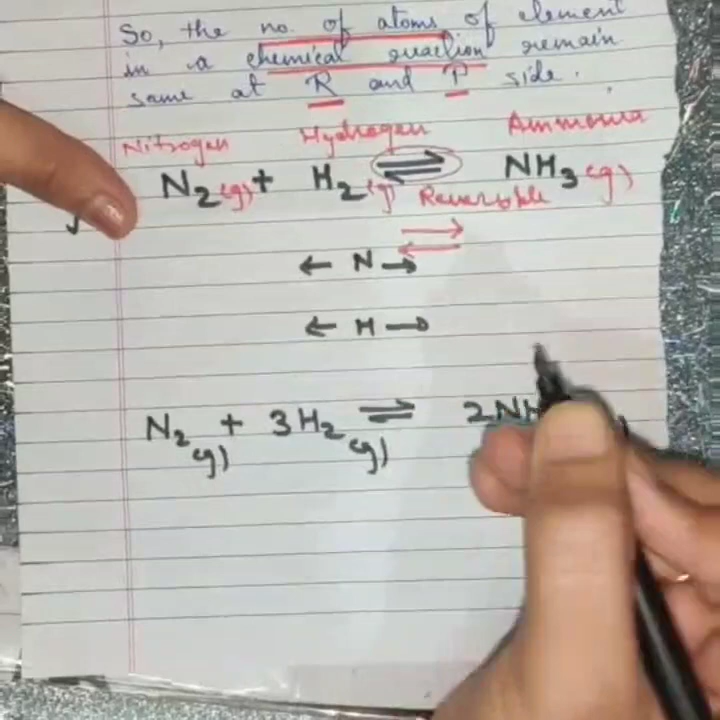 So, the no. of atoms of element
in a chemical reaction remain
same at R and P side.
Nitrogen Hydrogen Ammonia
N2(g) + H2(g) ⇌ NH3(g)
Reversible
⇌
← N →
← H →
N2(g) + 3H2(g) ⇌ 2NH